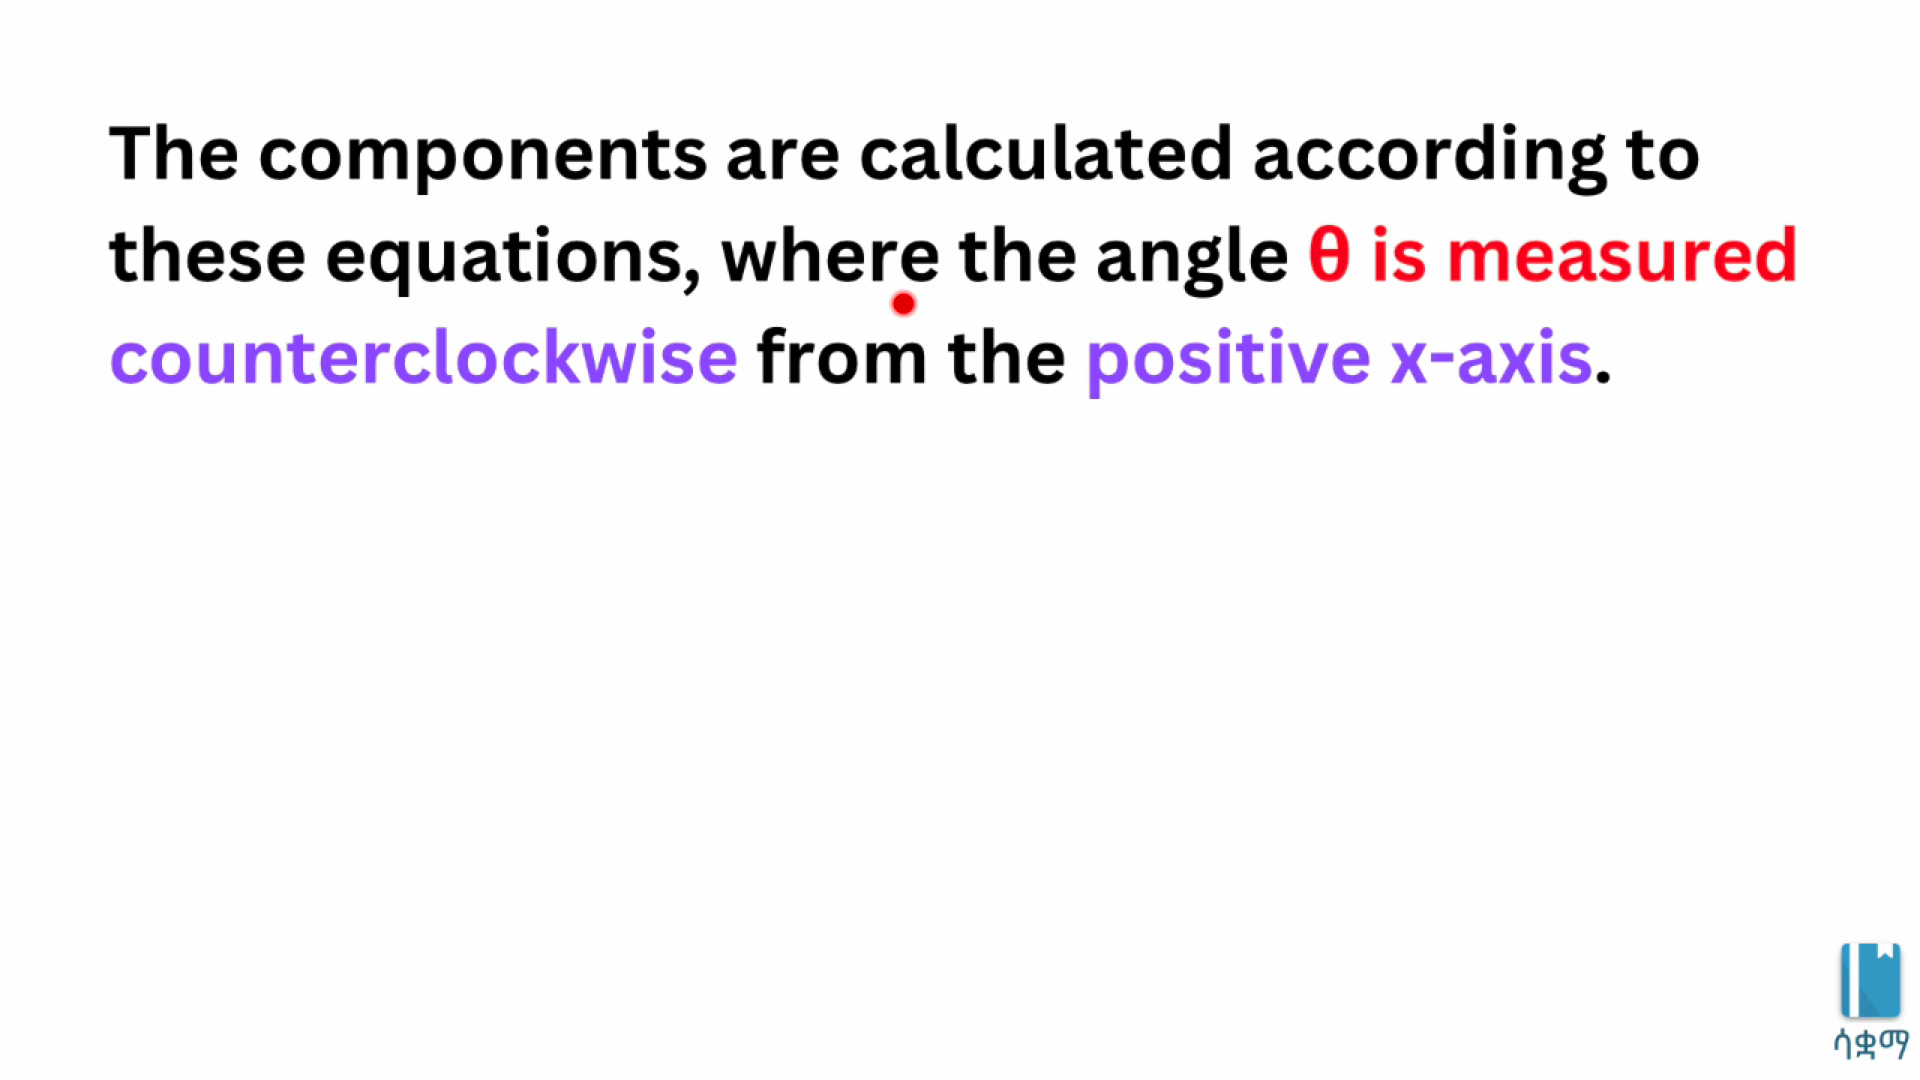 The components are calculated according to
these equations, where the angle θ is measured
counterclockwise from the positive x-axis.
ሳቋማ